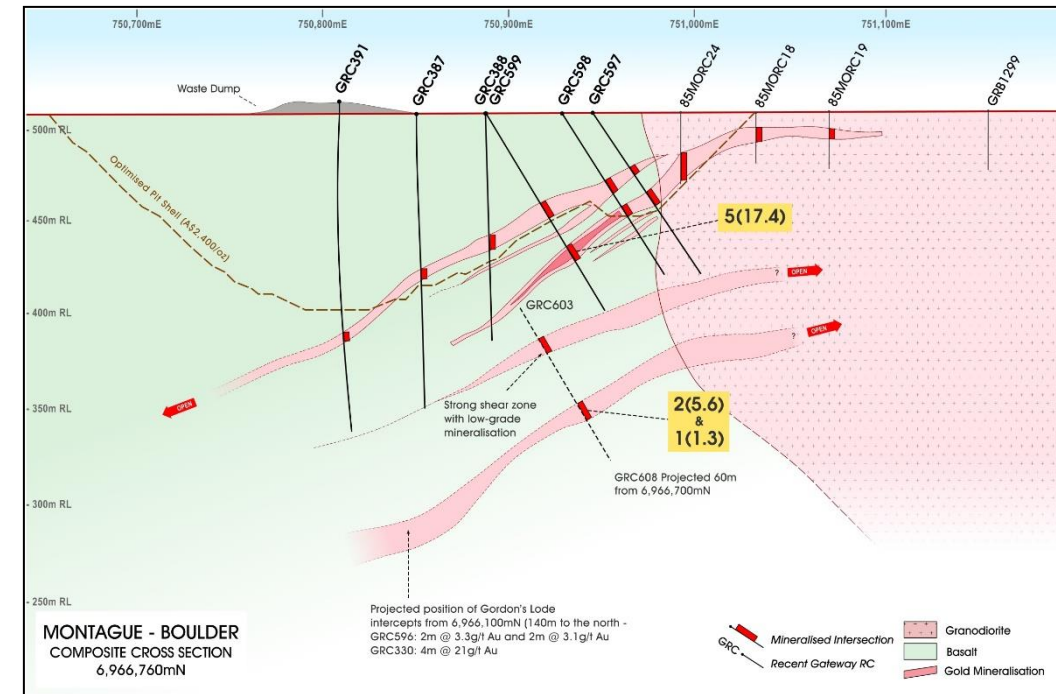 750,700mE
750,800mE
750,900mE
751,000mE
751,100mE
GRC391
GRC387
GRC388
GRC599
GRC598
GRC597
85MORC24
85MORC18
85MORC19
GRB1299
Waste Dump
500m RL
450m RL
400m RL
350m RL
300m RL
250m RL
Optimised Pit Shell (A$2,400/oz)
5(17.4)
OPEN
?
GRC603
OPEN
?
OPEN
Strong shear zone
with low-grade
mineralisation
2(5.6)
&
1(1.3)
GRC608 Projected 60m
from 6,966,700mN
Projected position of Gordon's Lode
intercepts from 6,966,100mN (140m to the north -
GRC596: 2m @ 3.3g/t Au and 2m @ 3.1g/t Au
GRC330: 4m @ 21g/t Au
MONTAGUE - BOULDER
COMPOSITE CROSS SECTION
6,966,760mN
Mineralised Intersection
GRC
Recent Gateway RC
Granodiorite
Basalt
Gold Mineralisation